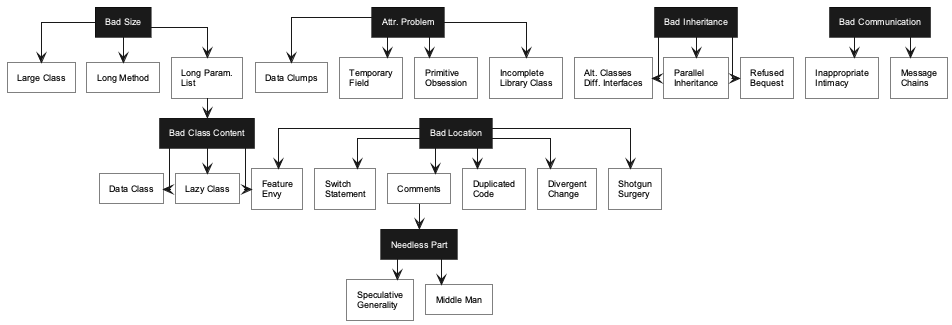 Bad Size
Attr. Problem
Bad Inheritance
Bad Communication
Large Class
Long Method
Long Param.
List
Data Clumps
Temporary
Field
Primitive
Obsession
Incomplete
Library Class
Alt. Classes
Diff. Interfaces
Parallel
Inheritance
Refused
Bequest
Inappropriate
Intimacy
Message
Chains
Bad Class Content
Bad Location
Data Class
Lazy Class
Feature
Envy
Switch
Statement
Comments
Duplicated
Code
Divergent
Change
Shotgun
Surgery
Needless Part
Speculative
Generality
Middle Man